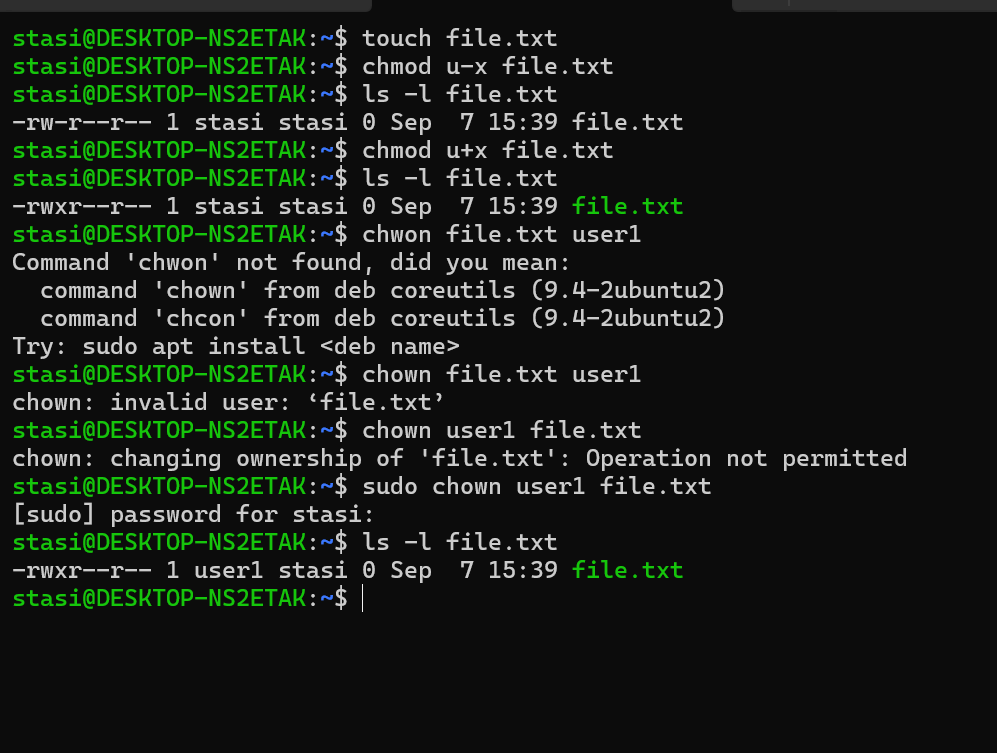 stasi@DESKTOP-NS2ETAK:~$ touch file.txt
stasi@DESKTOP-NS2ETAK:~$ chmod u-x file.txt
stasi@DESKTOP-NS2ETAK:~$ ls -l file.txt
-rw-r--r-- 1 stasi stasi 0 Sep  7 15:39 file.txt
stasi@DESKTOP-NS2ETAK:~$ chmod u+x file.txt
stasi@DESKTOP-NS2ETAK:~$ ls -l file.txt
-rwxr--r-- 1 stasi stasi 0 Sep  7 15:39 file.txt
stasi@DESKTOP-NS2ETAK:~$ chwon file.txt user1
Command 'chwon' not found, did you mean:
  command 'chown' from deb coreutils (9.4-2ubuntu2)
  command 'chcon' from deb coreutils (9.4-2ubuntu2)
Try: sudo apt install <deb name>
stasi@DESKTOP-NS2ETAK:~$ chown file.txt user1
chown: invalid user: ‘file.txt’
stasi@DESKTOP-NS2ETAK:~$ chown user1 file.txt
chown: changing ownership of 'file.txt': Operation not permitted
stasi@DESKTOP-NS2ETAK:~$ sudo chown user1 file.txt
[sudo] password for stasi:
stasi@DESKTOP-NS2ETAK:~$ ls -l file.txt
-rwxr--r-- 1 user1 stasi 0 Sep  7 15:39 file.txt
stasi@DESKTOP-NS2ETAK:~$